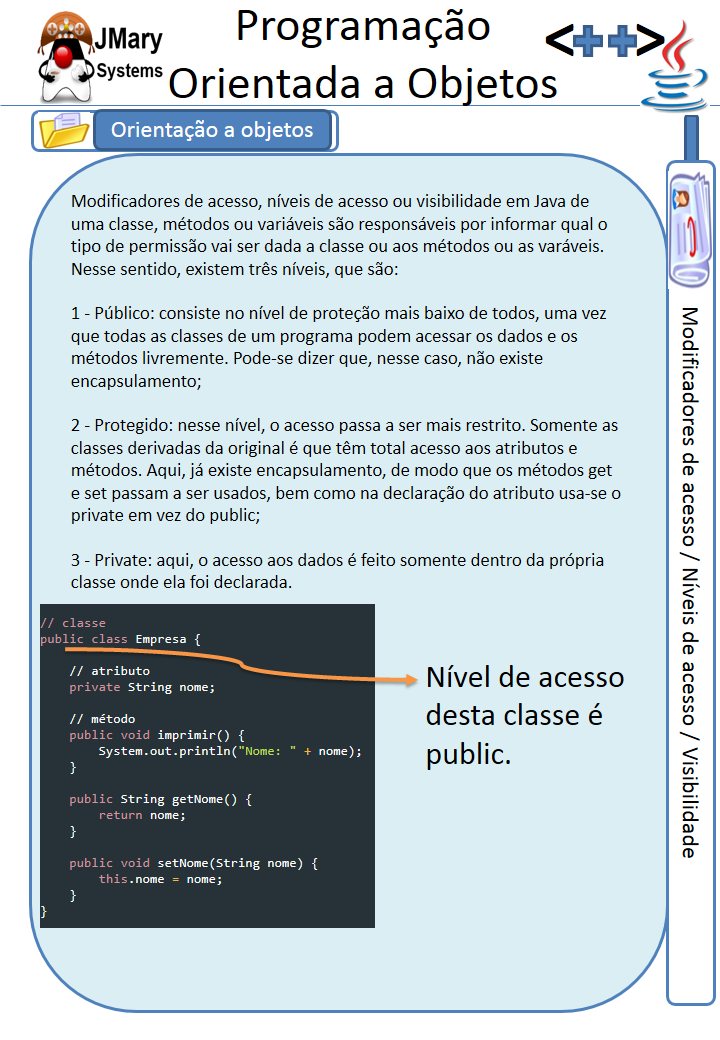 JMary
Systems
Programação
Orientada a Objetos
<++>
Orientação a objetos
Modificadores de acesso, níveis de acesso ou visibilidade em Java de
uma classe, métodos ou variáveis são responsáveis por informar qual o
tipo de permissão vai ser dada a classe ou aos métodos ou as varáveis.
Nesse sentido, existem três níveis, que são:
1 - Público: consiste no nível de proteção mais baixo de todos, uma vez
que todas as classes de um programa podem acessar os dados e os
métodos livremente. Pode-se dizer que, nesse caso, não existe
encapsulamento;
2 - Protegido: nesse nível, o acesso passa a ser mais restrito. Somente as
classes derivadas da original é que têm total acesso aos atributos e
métodos. Aqui, já existe encapsulamento, de modo que os métodos get
e set passam a ser usados, bem como na declaração do atributo usa-se o
private em vez do public;
3 - Private: aqui, o acesso aos dados é feito somente dentro da própria
classe onde ela foi declarada.
// classe
public class Empresa {
// atributo
private String nome;
// método
public void imprimir() {
System.out.println("Nome: " + nome);
}
public String getNome() {
return nome;
}
public void setNome(String nome) {
this.nome = nome;
}
}
Nível de acesso
desta classe é
public.
Modificadores de acesso / Níveis de acesso / Visibilidade